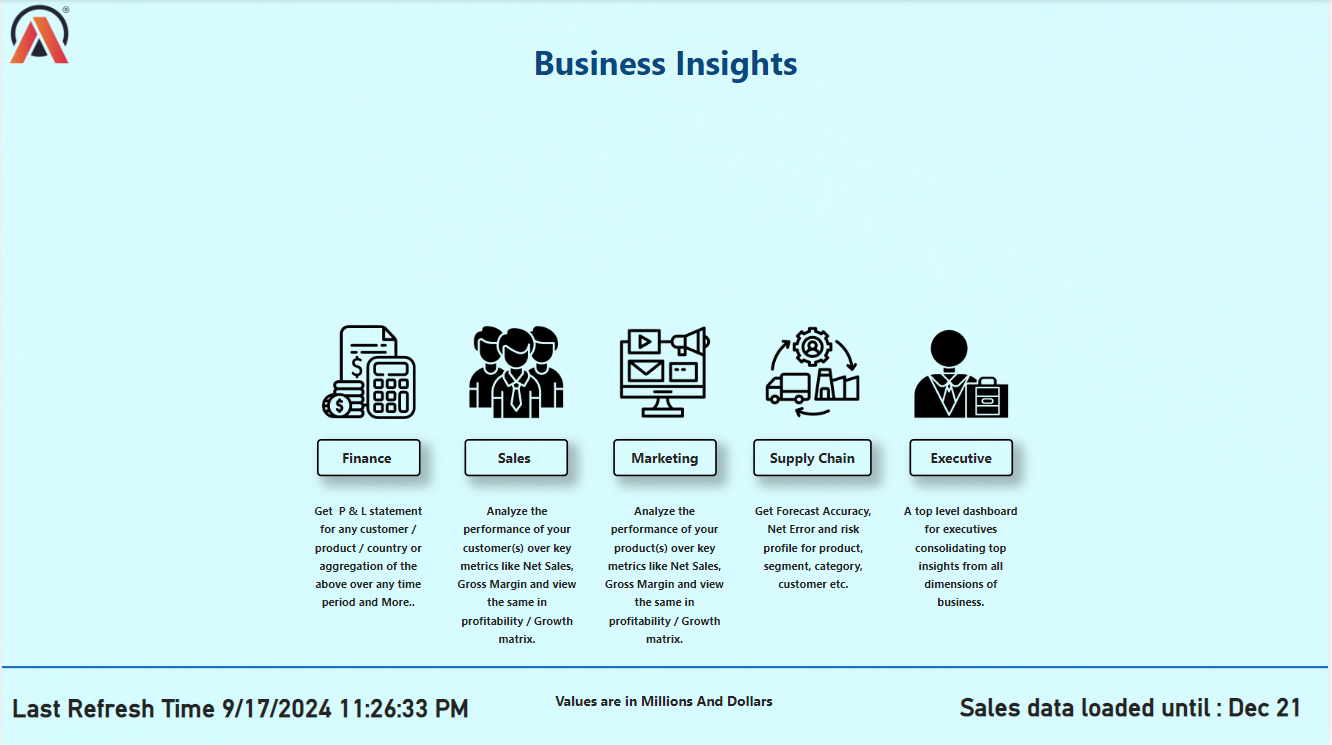 ®
Business Insights
$
$
Finance
Sales
Marketing
Supply Chain
Executive
Get P & L statement
for any customer /
product / country or
aggregation of the
above over any time
period and More..
Analyze the
performance of your
customer(s) over key
metrics like Net Sales,
Gross Margin and view
the same in
profitability / Growth
matrix.
Analyze the
performance of your
product(s) over key
metrics like Net Sales,
Gross Margin and view
the same in
profitability / Growth
matrix.
Get Forecast Accuracy,
Net Error and risk
profile for product,
segment, category,
customer etc.
A top level dashboard
for executives
consolidating top
insights from all
dimensions of
business.
Last Refresh Time 9/17/2024 11:26:33 PM
Values are in Millions And Dollars
Sales data loaded until : Dec 21